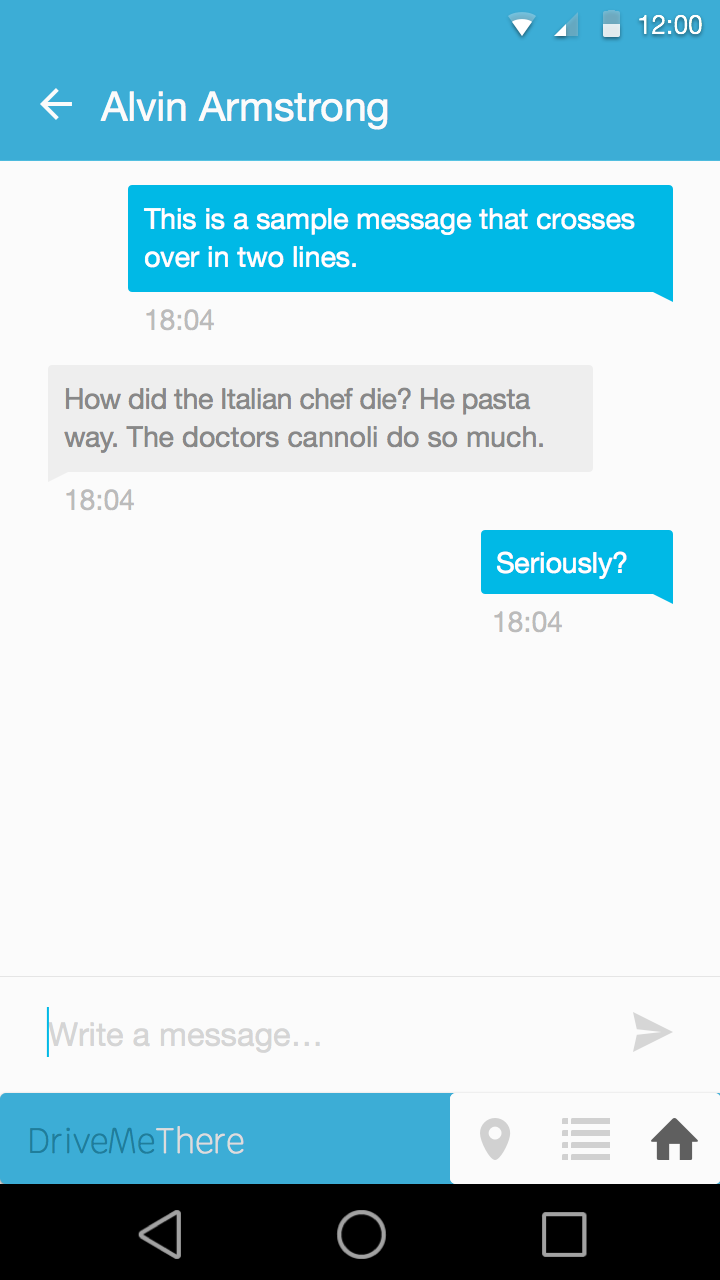 12:00
Alvin Armstrong
This is a sample message that crosses
over in two lines.
18:04
How did the Italian chef die? He pasta
way. The doctors cannoli do so much.
18:04
Seriously?
18:04
Write a message…
DriveMeThere